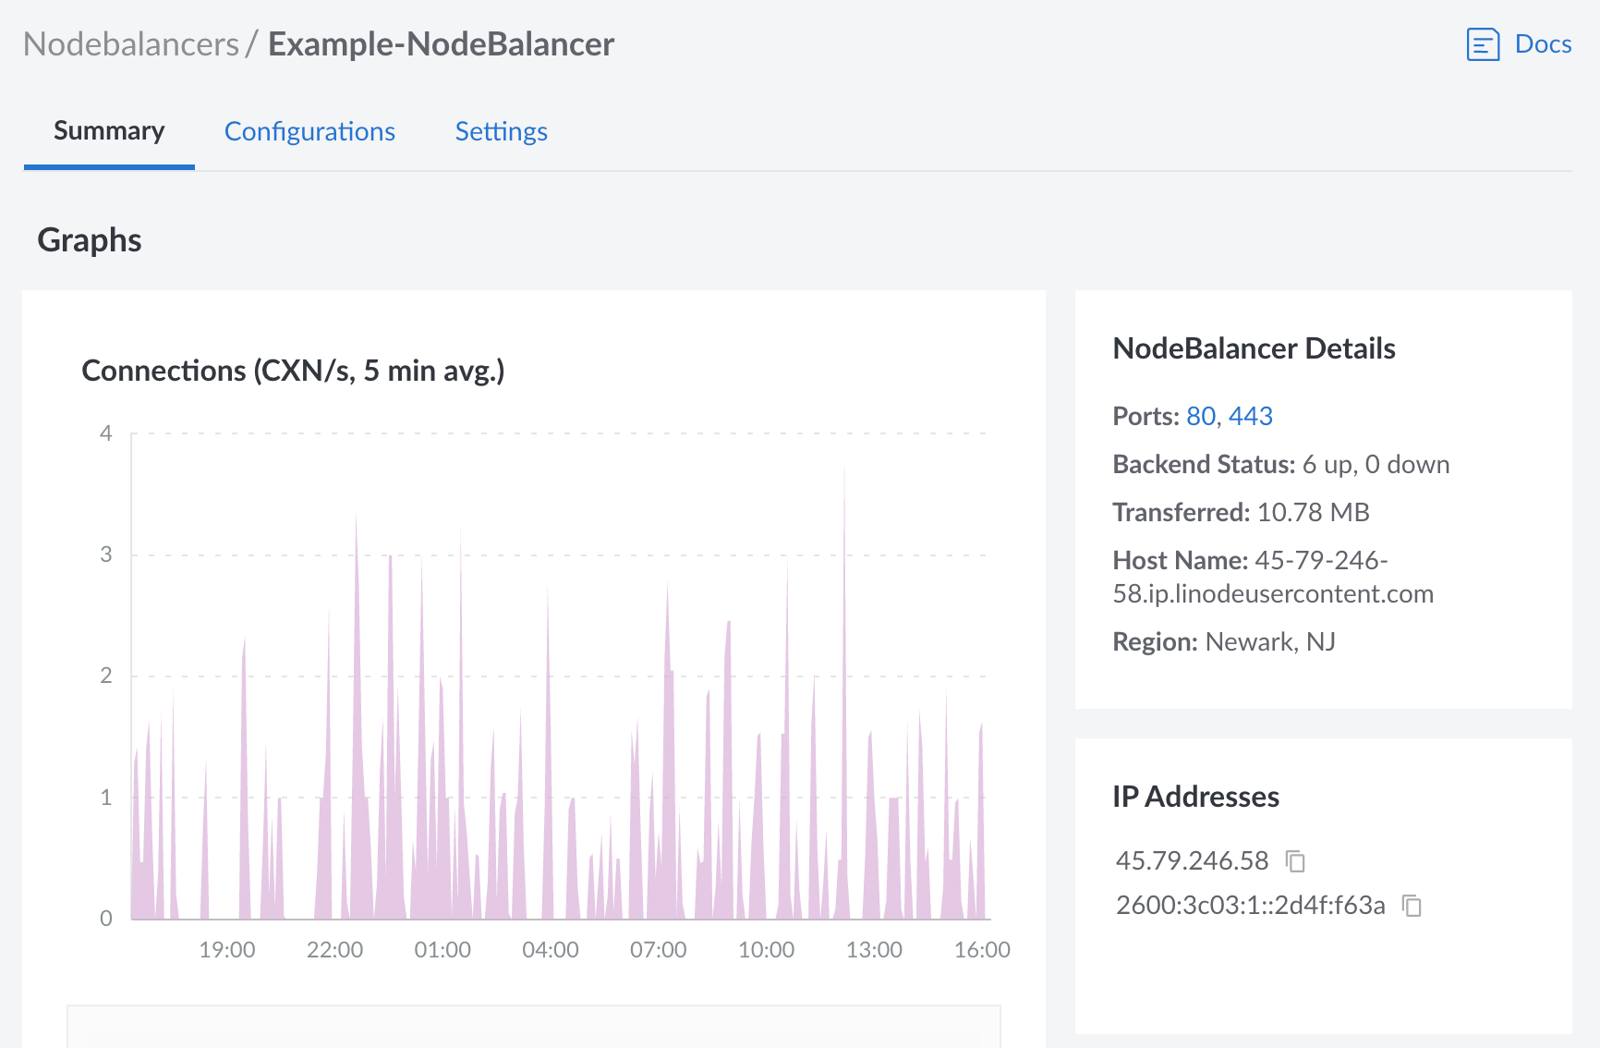 Nodebalancers / Example-NodeBalancer
Docs
Summary
Configurations
Settings
Graphs
Connections (CXN/s, 5 min avg.)
4
3
2
1
0
19:00
22:00
01:00
04:00
07:00
10:00
13:00
16:00
NodeBalancer Details
Ports: 80, 443
Backend Status: 6 up, 0 down
Transferred: 10.78 MB
Host Name: 45-79-246-
58.ip.linodeusercontent.com
Region: Newark, NJ
IP Addresses
45.79.246.58
2600:3c03:1::2d4f:f63a